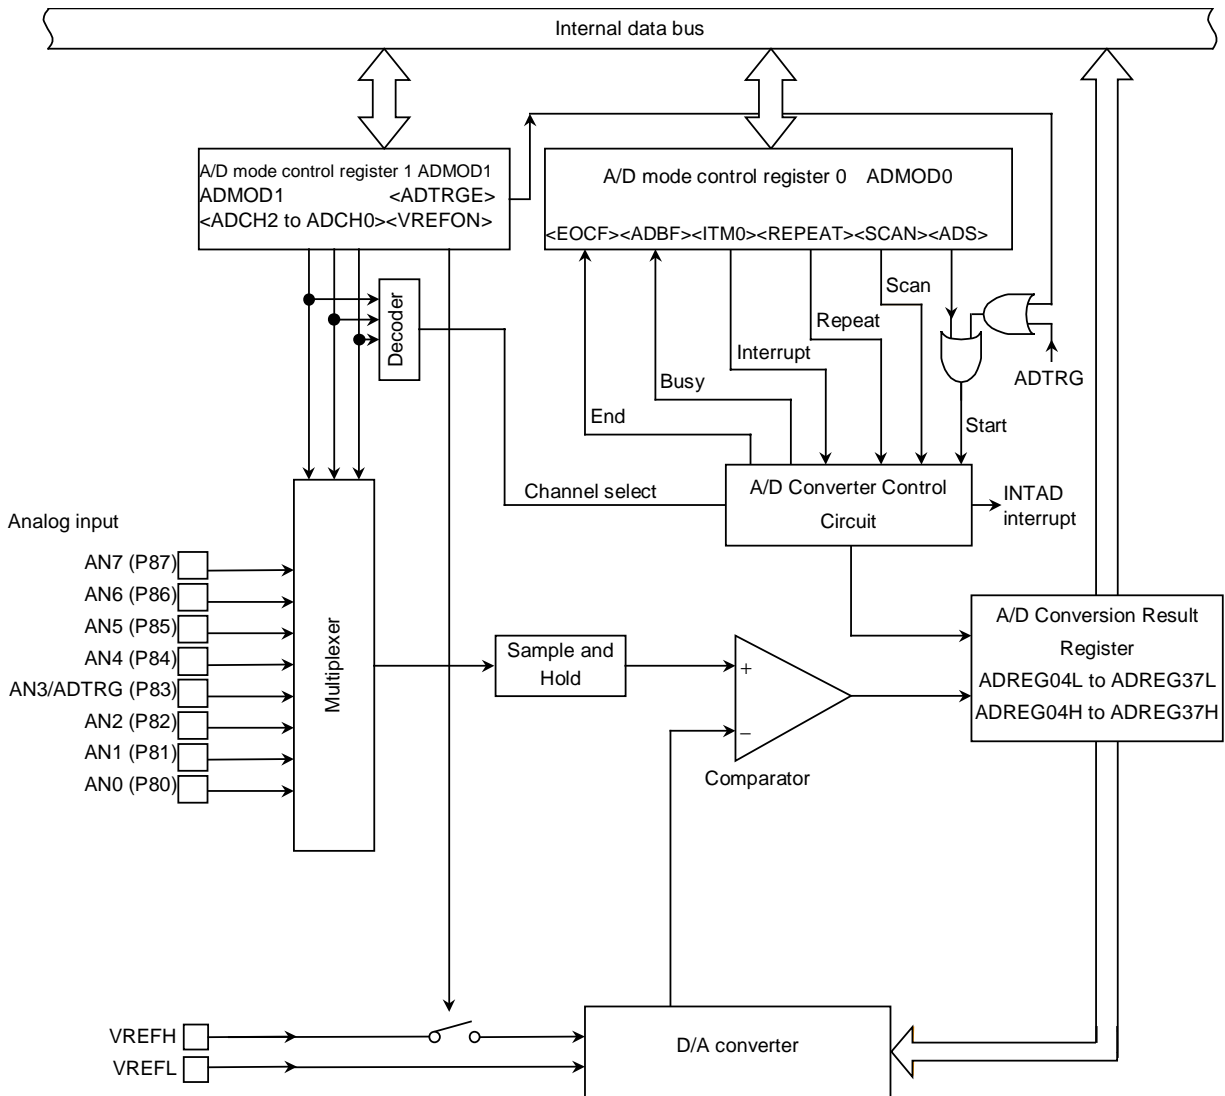 Internal data bus
A/D mode control register 1 ADMOD1
ADMOD1 <ADTRGE>
<ADCH2 to ADCH0><VREFON>
A/D mode control register 0 ADMOD0
<EOCF><ADBF><ITM0><REPEAT><SCAN><ADS>
Decoder
Scan
Repeat
Interrupt
Busy
End
ADTRG
Start
Channel select
A/D Converter Control
Circuit
INTAD
interrupt
Analog input
AN7 (P87)
AN6 (P86)
AN5 (P85)
AN4 (P84)
AN3/ADTRG (P83)
AN2 (P82)
AN1 (P81)
AN0 (P80)
Multiplexer
Sample and
Hold
+
−
Comparator
A/D Conversion Result
Register
ADREG04L to ADREG37L
ADREG04H to ADREG37H
VREFH
VREFL
D/A converter